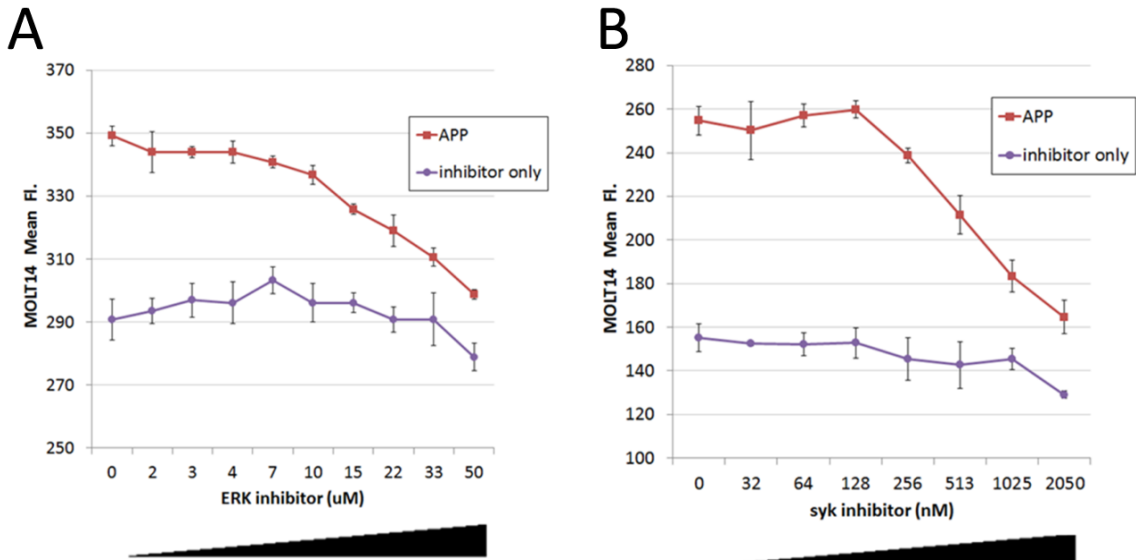 A
MOLT14 Mean Fl.
370
350
330
310
290
270
250
0 2 3 4 7 10 15 22 33 50
ERK inhibitor (uM)
APP
inhibitor only
B
MOLT14 Mean Fl.
280
260
240
220
200
180
160
140
120
100
0 32 64 128 256 513 1025 2050
syk inhibitor (nM)
APP
inhibitor only